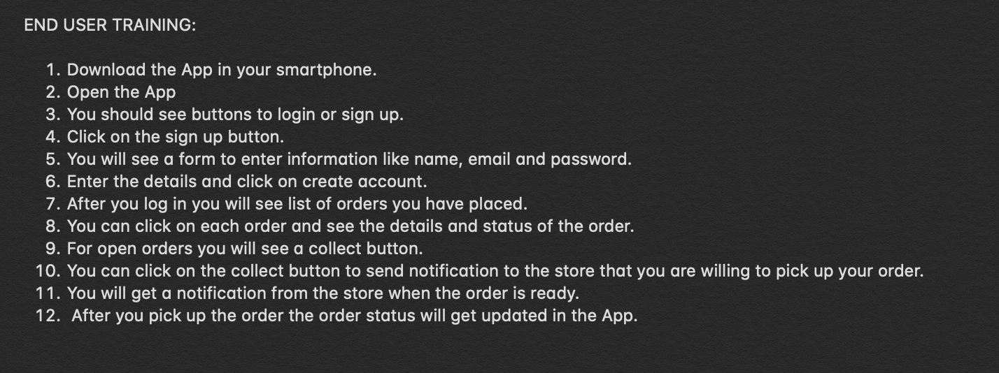 END USER TRAINING:
1. Download the App in your smartphone.
2. Open the App
3. You should see buttons to login or sign up.
4. Click on the sign up button.
5. You will see a form to enter information like name, email and password.
6. Enter the details and click on create account.
7. After you log in you will see list of orders you have placed.
8. You can click on each order and see the details and status of the order.
9. For open orders you will see a collect button.
10. You can click on the collect button to send notification to the store that you are willing to pick up your order.
11. You will get a notification from the store when the order is ready.
12. After you pick up the order the order status will get updated in the App.